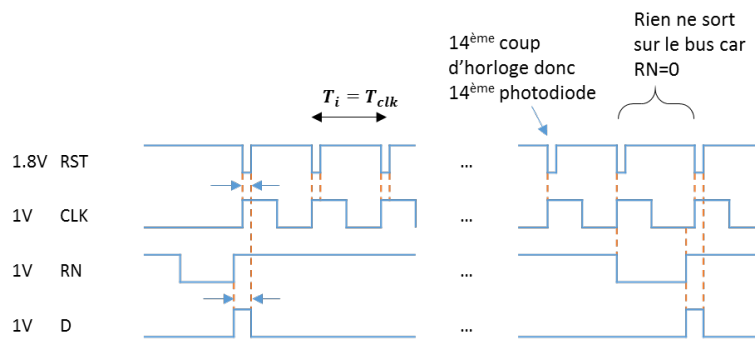 Rien ne sort
sur le bus car
RN=0
14ème coup
d'horloge donc
14ème photodiode
Ti = Tclk
1.8V RST
...
1V CLK
...
1V RN
...
1V D
...